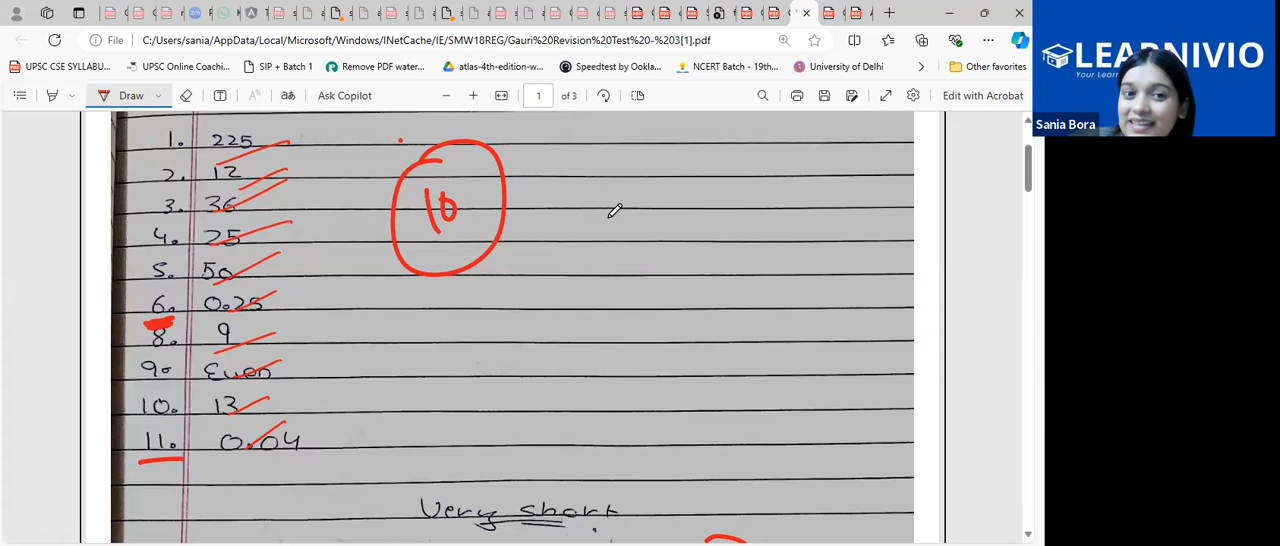 File
C:/Users/sania/AppData/Local/Microsoft/Windows/INetCache/IE/SMW18REG/Gauri%20Revision%20Test%20-%203[1].pdf
UPSC CSE SYLLABU...
UPSC Online Coachi...
SIP + Batch 1
Remove PDF water...
atlas-4th-edition-w...
Speedtest by Ookla...
NCERT Batch - 19th...
University of Delhi
Other favorites
Draw
Ask Copilot
1 of 3
Edit with Acrobat
LEARNIVIO
Sania Bora
1. 225
2. 12
3. 36
4. 25
5. 50
6. 0.25
8. 9
9. Even
10. 13
11. 0.04
10
Very short